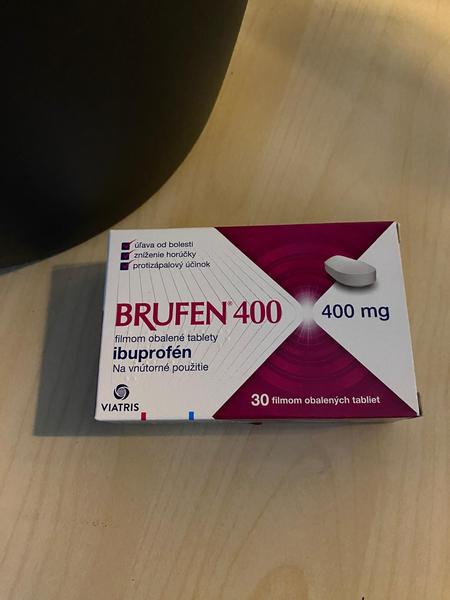 úľava od bolesti
zníženie horúčky
protizápalový účinok
BRUFEN® 400
400 mg
filmom obalené tablety
ibuprofén
Na vnútorné použitie
VIATRIS
30 filmom obalených tabliet